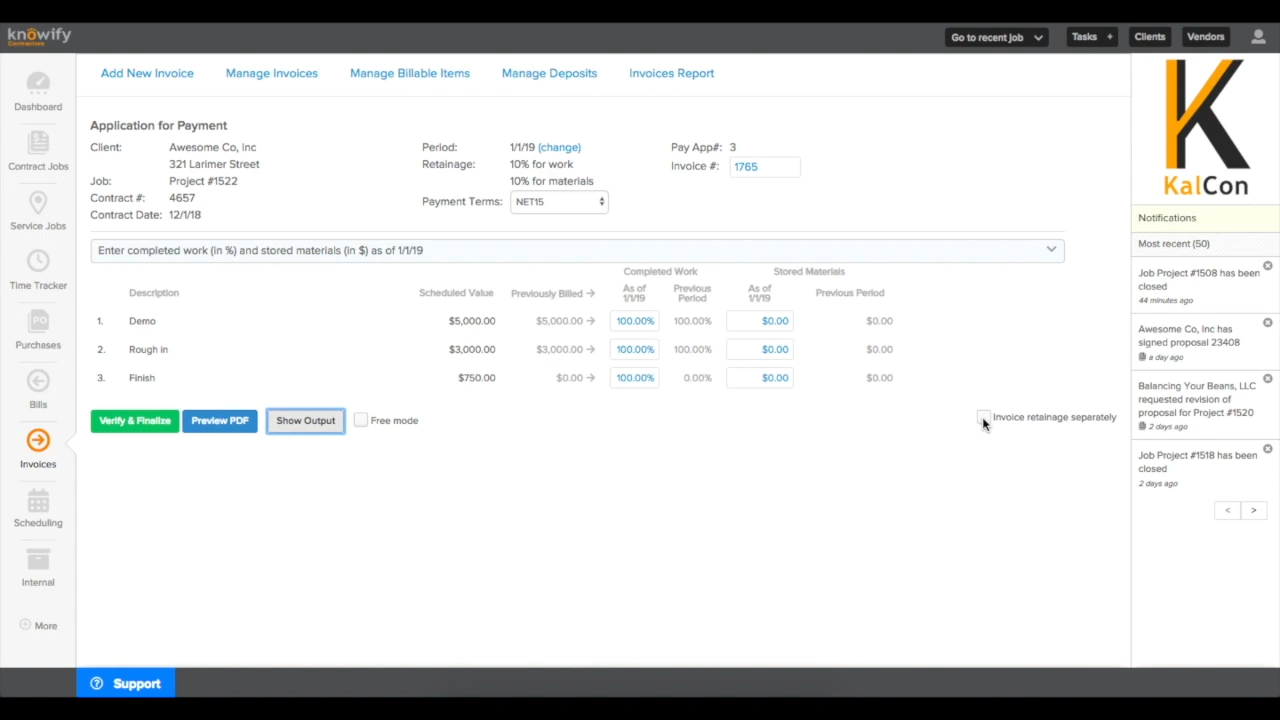 knowify
Contractors
Go to recent job
Tasks +
Clients
Vendors
Dashboard
Contract Jobs
Service Jobs
Time Tracker
PO
Purchases
Bills
Invoices
Scheduling
Internal
More
Add New Invoice
Manage Invoices
Manage Billable Items
Manage Deposits
Invoices Report
Application for Payment
Client: Awesome Co, Inc
321 Larimer Street
Job: Project #1522
Contract #: 4657
Contract Date: 12/1/18
Period: 1/1/19 (change)
Retainage: 10% for work
10% for materials
Payment Terms: NET15
Pay App#: 3
Invoice #: 1765
Enter completed work (in %) and stored materials (in $) as of 1/1/19
Completed Work Stored Materials
Description Scheduled Value Previously Billed → As of 1/1/19 Previous Period As of 1/1/19 Previous Period
1. Demo $5,000.00 $5,000.00 → 100.00% 100.00% $0.00 $0.00
2. Rough in $3,000.00 $3,000.00 → 100.00% 100.00% $0.00 $0.00
3. Finish $750.00 $0.00 → 100.00% 0.00% $0.00 $0.00
Verify & Finalize
Preview PDF
Show Output
Free mode
Invoice retainage separately
K
KalCon
Notifications
Most recent (50)
Job Project #1508 has been
closed
44 minutes ago
Awesome Co, Inc has
signed proposal 23408
a day ago
Balancing Your Beans, LLC
requested revision of
proposal for Project #1520
2 days ago
Job Project #1518 has been
closed
2 days ago
< >
? Support